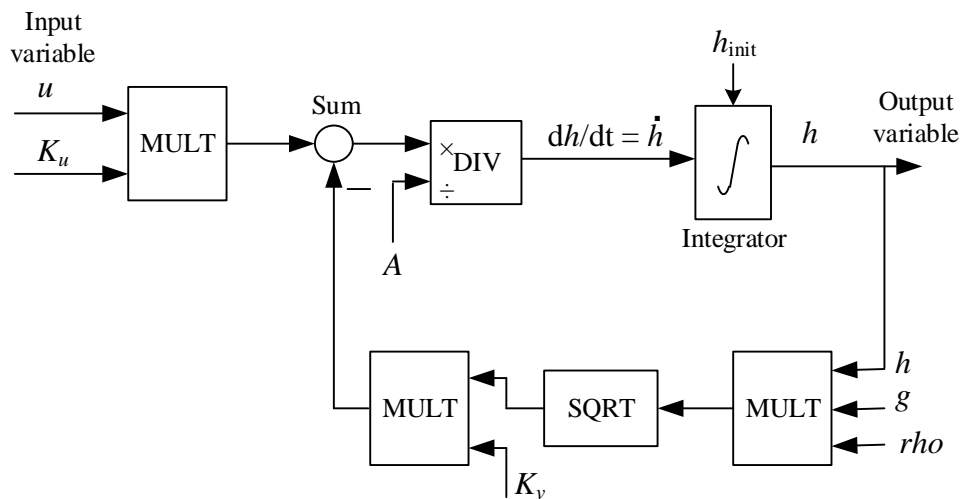 Input
variable
u
K_u
MULT
Sum
−
×
÷
DIV
A
dh/dt = ḣ
h_init
∫
Integrator
h
Output
variable
MULT
K_v
SQRT
MULT
h
g
rho